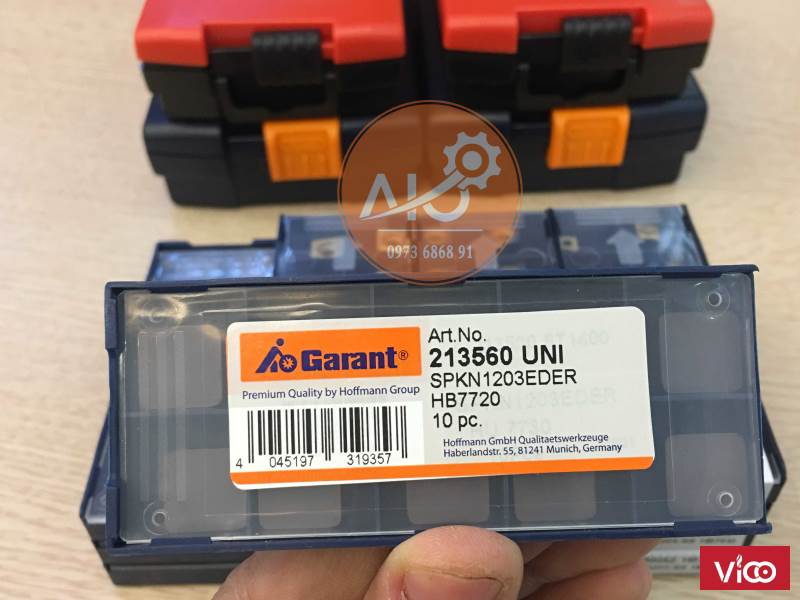 AIO
0973 6868 91
Garant®
Premium Quality by Hoffmann Group
4 045197 319357
Art.No.
213560 UNI
SPKN1203EDER
HB7720
10 pc.
Hoffmann GmbH Qualitaetswerkzeuge
Haberlandstr. 55, 81241 Munich, Germany
ViCO